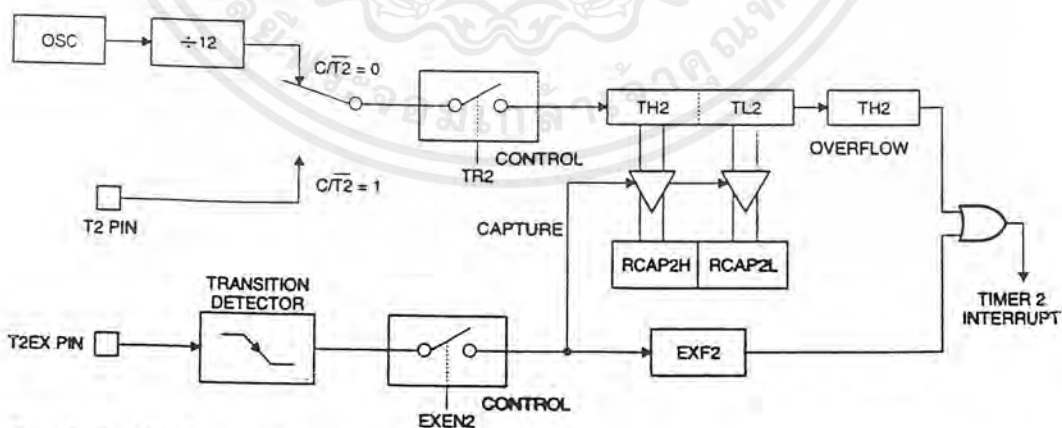 OSC
÷12
C/T2 = 0
TH2
TL2
TH2
OVERFLOW
CONTROL
TR2
C/T2 = 1
T2 PIN
CAPTURE
RCAP2H
RCAP2L
TRANSITION
DETECTOR
TIMER 2
INTERRUPT
T2EX PIN
EXF2
CONTROL
EXEN2